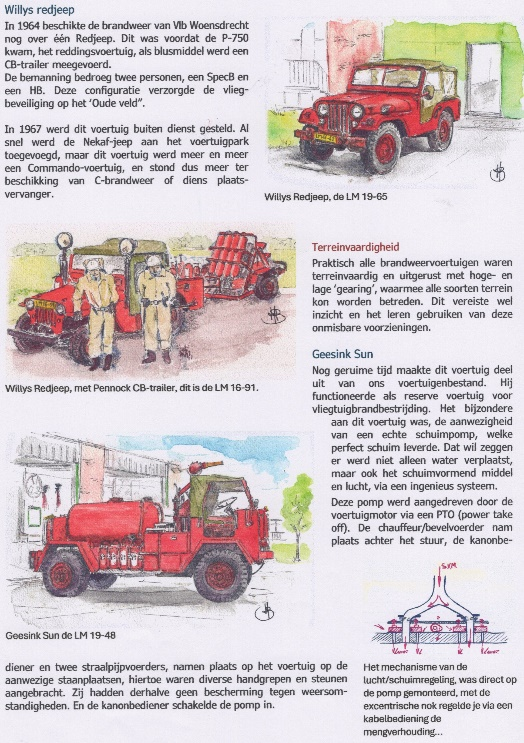 Willys redjeep
In 1964 beschikte de brandweer van Vlb Woensdrecht
nog over één Redjeep. Dit was voordat de P-750
kwam, het reddingsvoertuig, als blusmiddel werd een
CB-trailer meegevoerd.
De bemanning bedroeg twee personen, een SpecB en
een HB. Deze configuratie verzorgde de vlieg-
beveiliging op het 'Oude veld".
In 1967 werd dit voertuig buiten dienst gesteld. Al
snel werd de Nekaf-jeep aan het voertuigpark
toegevoegd, maar dit voertuig werd meer en meer
een Commando-voertuig, en stond dus meer ter
beschikking van C-brandweer of diens plaats-
vervanger.
Willys Redjeep, de LM 19-65
Willys Redjeep, met Pennock CB-trailer, dit is de LM 16-91.
Terreinvaardigheid
Praktisch alle brandweervoertuigen waren
terreinvaardig en uitgerust met hoge- en
lage 'gearing', waarmee alle soorten terrein
kon worden betreden. Dit vereiste wel
inzicht en het leren gebruiken van deze
onmisbare voorzieningen.
Geesink Sun
Nog geruime tijd maakte dit voertuig deel
uit van ons voertuigenbestand. Hij
functioneerde als reserve voertuig voor
vliegtuigbrandbestrijding. Het bijzondere
aan dit voertuig was, de aanwezigheid
van een echte schuimpomp, welke
perfect schuim leverde. Dat wil zeggen
er werd niet alleen water verplaatst,
maar ook het schuimvormend middel
en lucht, via een ingenieus systeem.
Deze pomp werd aangedreven door de
voertuigmotor via een PTO (power take
off). De chauffeur/bevelvoerder nam
plaats achter het stuur, de kanonbe-
Geesink Sun de LM 19-48
diener en twee straalpijpvoerders, namen plaats op het voertuig op de
aanwezige staanplaatsen, hiertoe waren diverse handgrepen en steunen
aangebracht. Zij hadden derhalve geen bescherming tegen weersom-
standigheden. En de kanonbediener schakelde de pomp in.
SVM
Het mechanisme van de
lucht/schuimregeling, was direct op
de pomp gemonteerd, met de
excentrische nok regelde je via een
kabelbediening de
mengverhouding...